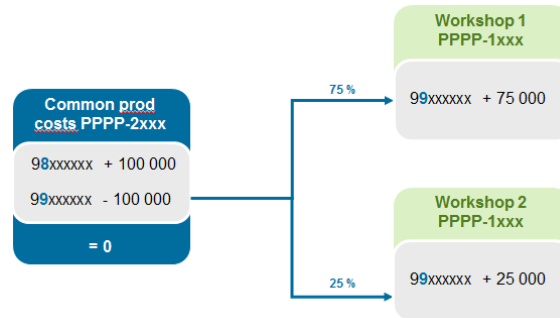 Workshop 1
PPPP-1xxx
99xxxxxx + 75 000
75 %
Common prod
costs PPPP-2xxx
98xxxxxx + 100 000
99xxxxxx - 100 000
= 0
Workshop 2
PPPP-1xxx
99xxxxxx + 25 000
25 %